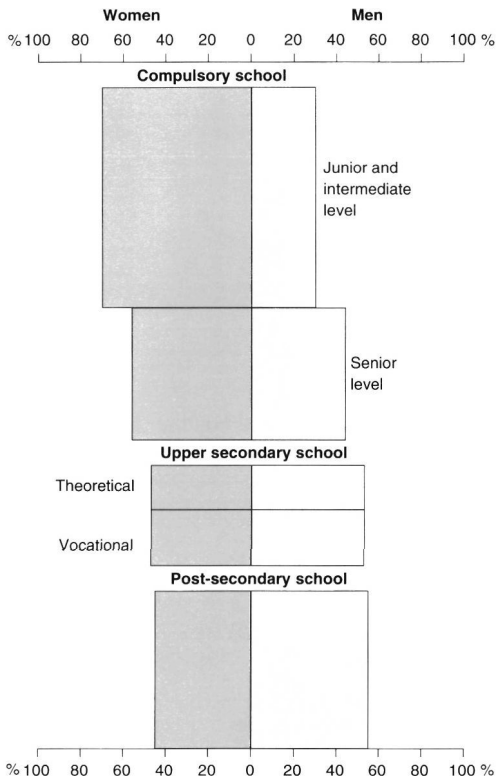 Women Men
% 100 80 60 40 20 0 20 40 60 80 100 %
Compulsory school
Junior and
intermediate
level
Senior
level
Upper secondary school
Theoretical
Vocational
Post-secondary school
% 100 80 60 40 20 0 20 40 60 80 100 %